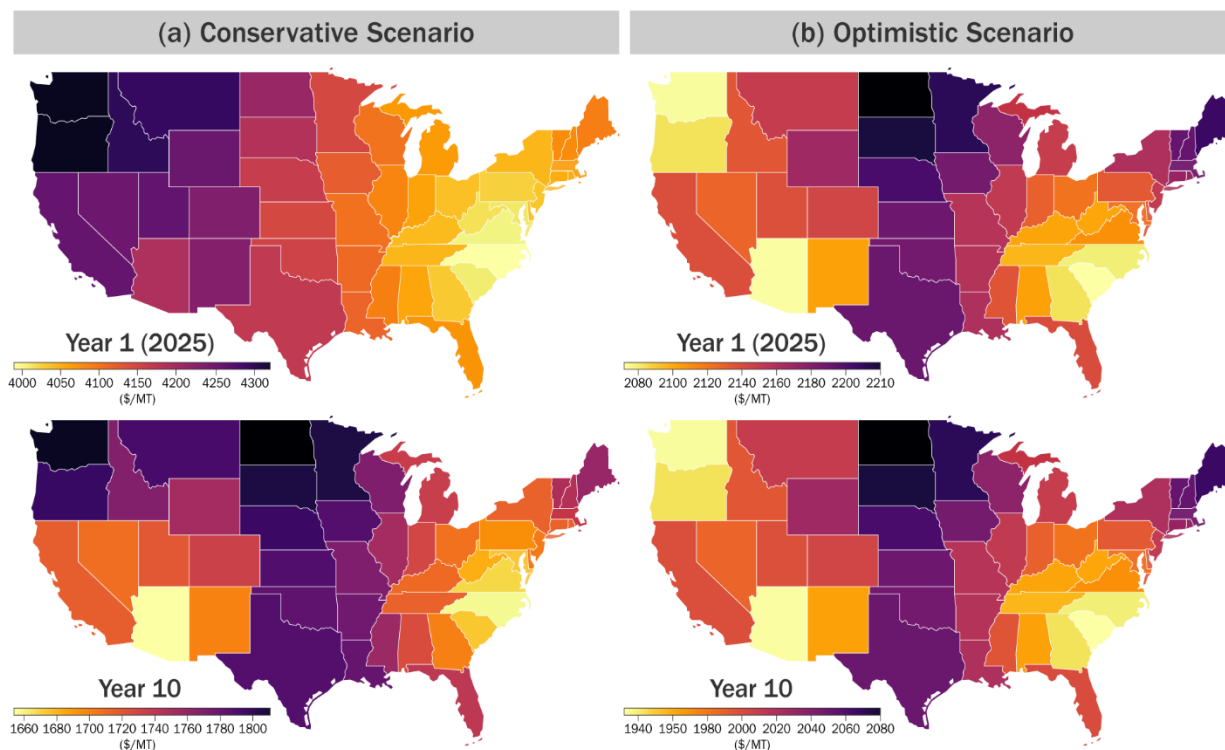 (a) Conservative Scenario
(b) Optimistic Scenario
Year 1 (2025)
4000 4050 4100 4150 4200 4250 4300
($/MT)
Year 1 (2025)
2080 2100 2120 2140 2160 2180 2200 2210
($/MT)
Year 10
1660 1680 1700 1720 1740 1760 1780 1800
($/MT)
Year 10
1940 1960 1980 2000 2020 2040 2060 2080
($/MT)